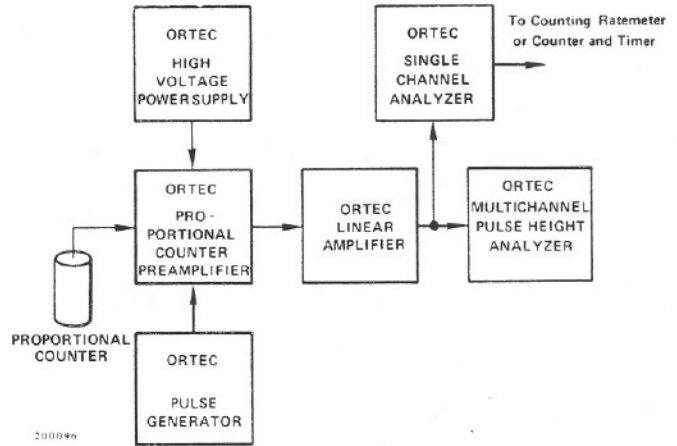 ORTEC
HIGH
VOLTAGE
POWER SUPPLY
ORTEC
SINGLE
CHANNEL
ANALYZER
To Counting Ratemeter
or Counter and Timer
ORTEC
PRO-
PORTIONAL
COUNTER
PREAMPLIFIER
ORTEC
LINEAR
AMPLIFIER
ORTEC
MULTICHANNEL
PULSE HEIGHT
ANALYZER
PROPORTIONAL
COUNTER
ORTEC
PULSE
GENERATOR
200096